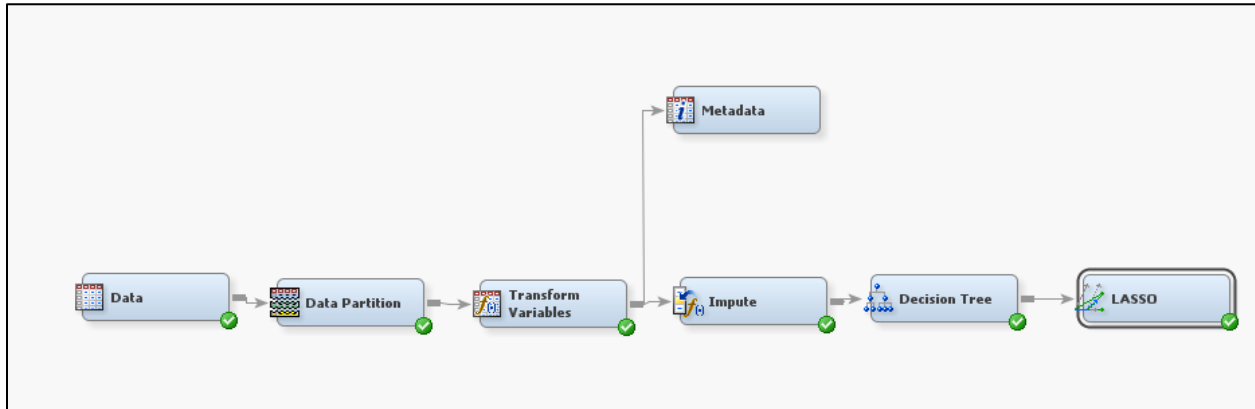 Metadata
Data
Data Partition
Transform
Variables
Impute
Decision Tree
LASSO